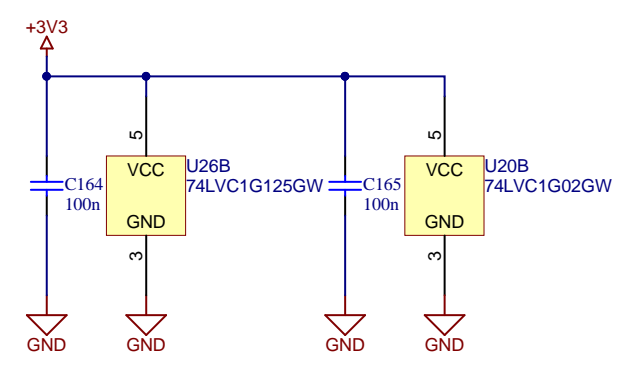 +3V3
5
5
VCC
U26B
VCC
U20B
C164
74LVC1G125GW
C165
74LVC1G02GW
100n
100n
GND
GND
3
3
GND
GND
GND
GND